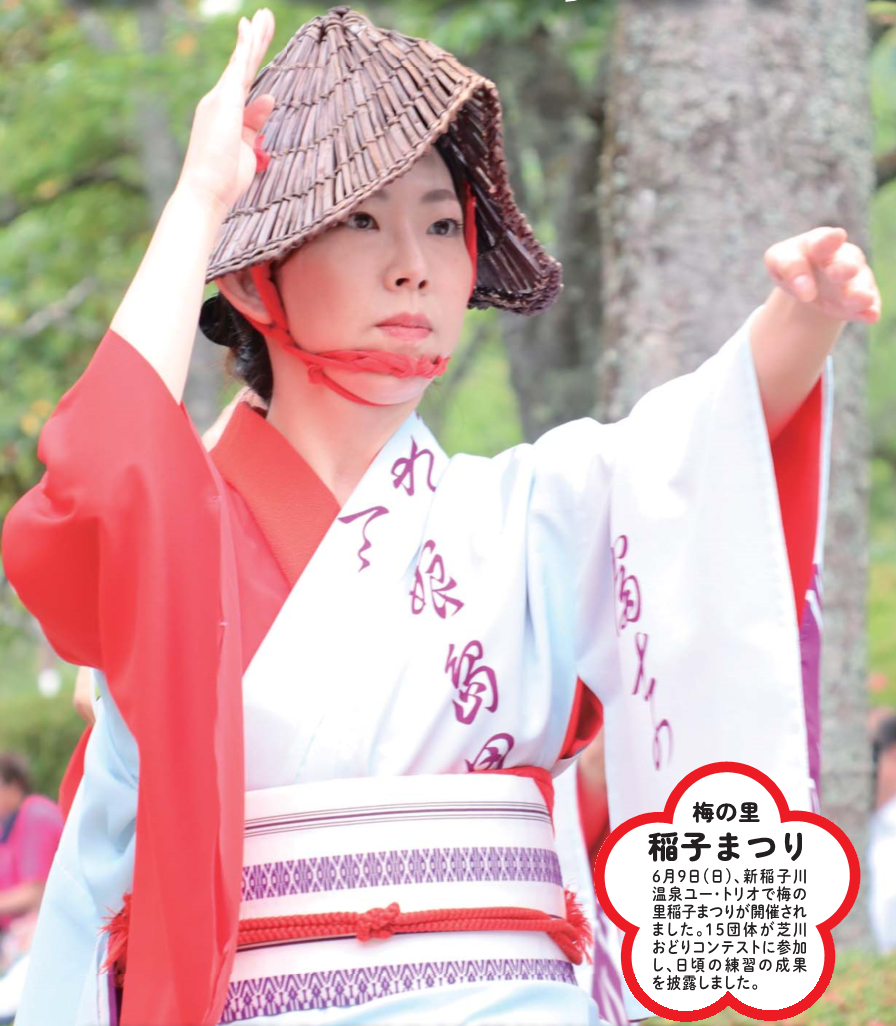 梅の里
稲子まつり
6月9日(日)、新稲子川
温泉ユー・トリオで梅の
里稲子まつりが開催され
ました。15団体が芝川
おどりコンテストに参加
し、日頃の練習の成果
を披露しました。